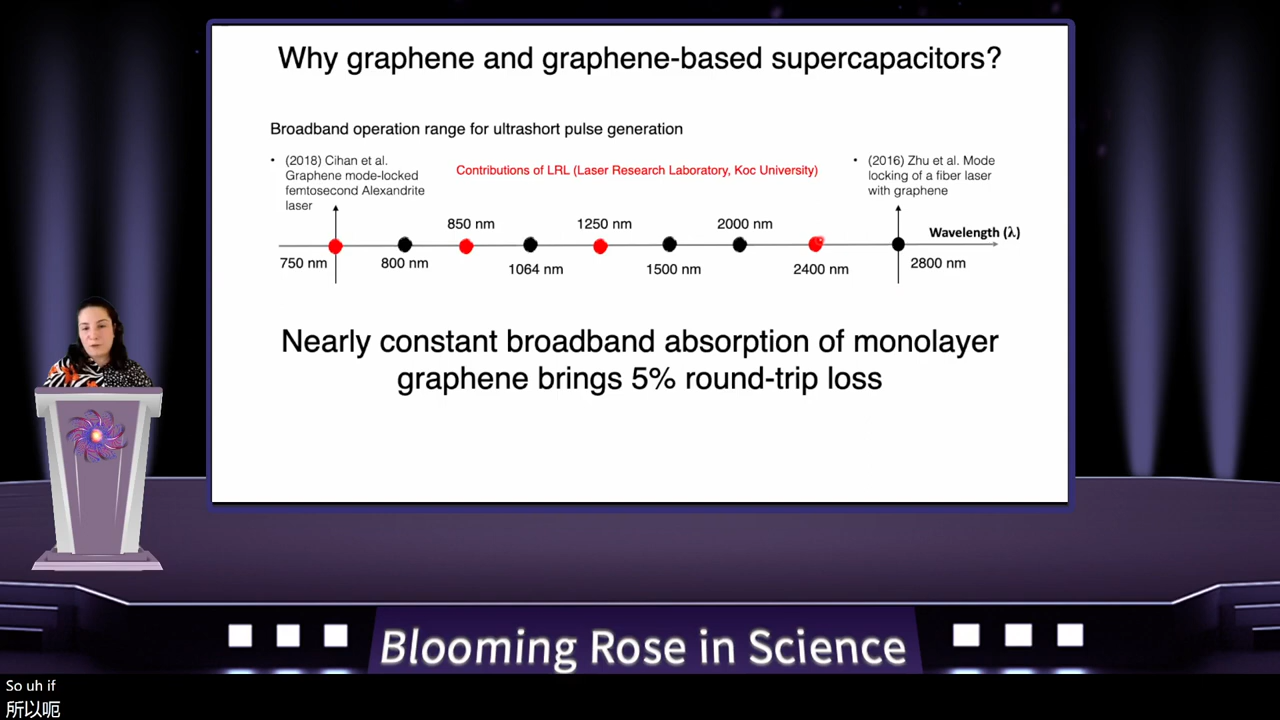 Why graphene and graphene-based supercapacitors?
Broadband operation range for ultrashort pulse generation
• (2018) Cihan et al.
Graphene mode-locked
femtosecond Alexandrite
laser
Contributions of LRL (Laser Research Laboratory, Koc University)
• (2016) Zhu et al. Mode
locking of a fiber laser
with graphene
850 nm
1250 nm
2000 nm
Wavelength (λ)
750 nm
800 nm
1064 nm
1500 nm
2400 nm
2800 nm
Nearly constant broadband absorption of monolayer
graphene brings 5% round-trip loss
Blooming Rose in Science
So uh if
所以呃